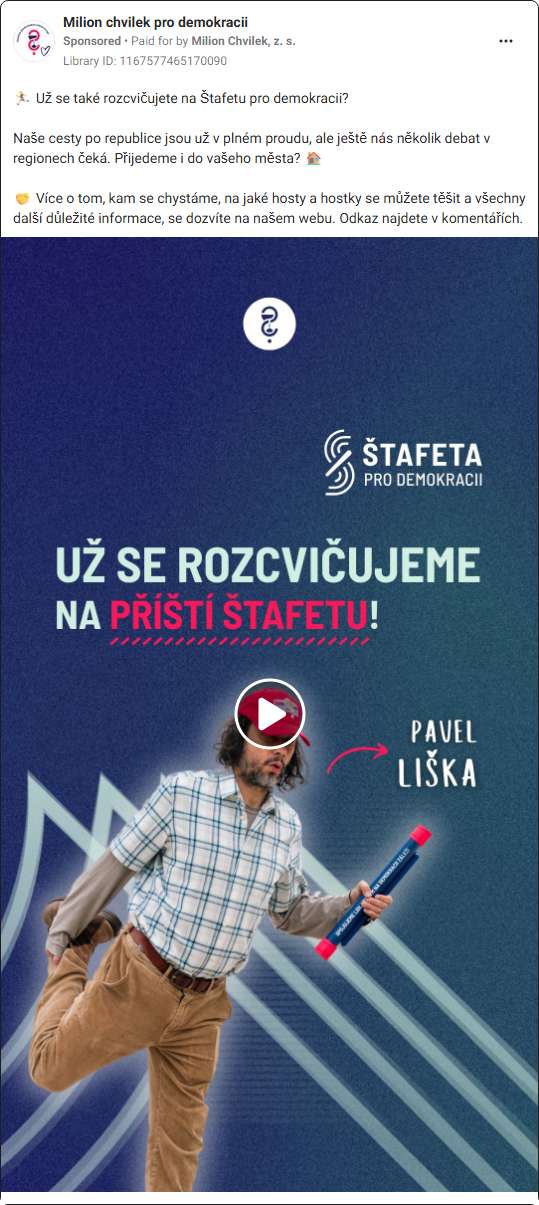 Milion chvilek pro demokracii
Sponsored • Paid for by Milion Chvilek, z. s.
Library ID: 1167577465170090
🏃 Už se také rozcvičujete na Štafetu pro demokracii?
Naše cesty po republice jsou už v plném proudu, ale ještě nás několik debat v
regionech čeká. Přijedeme i do vašeho města? 🏠
🤝 Více o tom, kam se chystáme, na jaké hosty a hostky se můžete těšit a všechny
další důležité informace, se dozvíte na našem webu. Odkaz najdete v komentářích.
ŠTAFETA
PRO DEMOKRACII
UŽ SE ROZCVIČUJEME
NA PŘÍŠTÍ ŠTAFETU!
PAVEL
LIŠKA